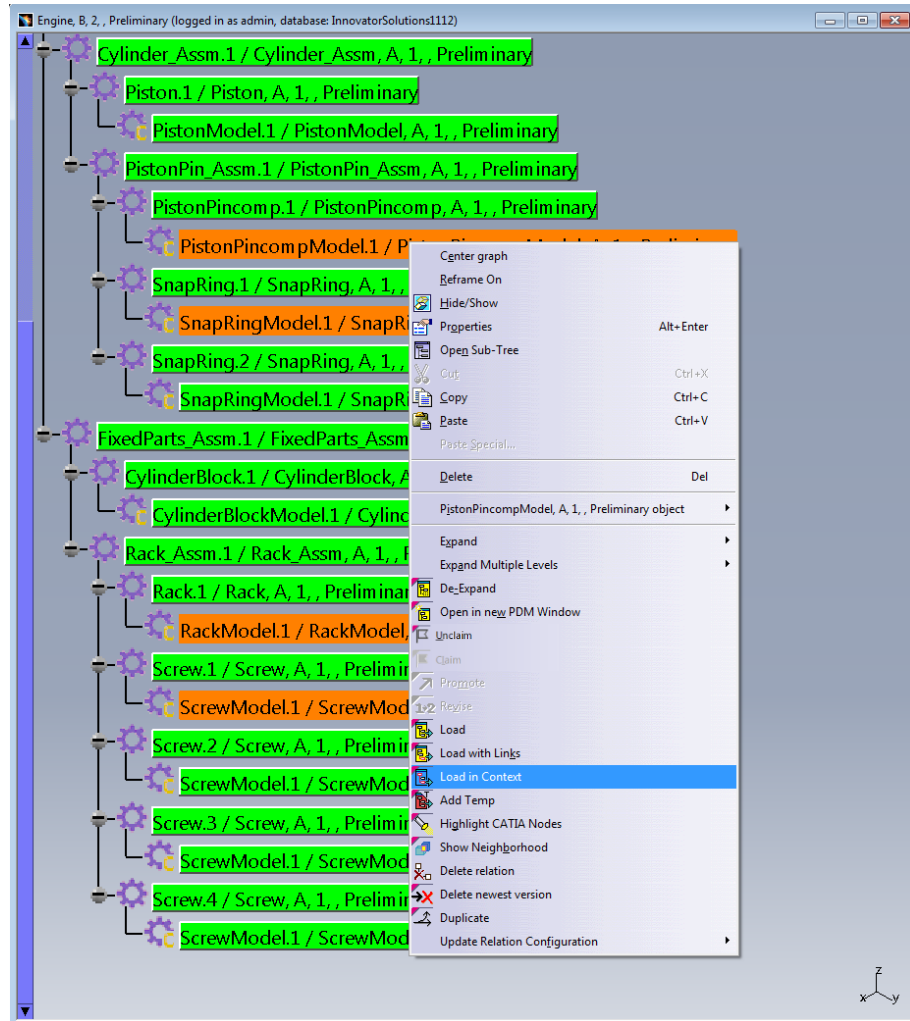 Engine, B, 2, , Preliminary (logged in as admin, database: InnovatorSolutions1112)
Cylinder_Assm.1 / Cylinder_Assm, A, 1, , Preliminary
Piston.1 / Piston, A, 1, , Preliminary
PistonModel.1 / PistonModel, A, 1, , Preliminary
PistonPin_Assm.1 / PistonPin_Assm, A, 1, , Preliminary
PistonPincomp.1 / PistonPincomp, A, 1, , Preliminary
PistonPincompModel.1 /
SnapRing.1 / SnapRing, A, 1, ,
SnapRingModel.1 /
SnapRing.2 / SnapRing, A, 1, ,
SnapRingModel.1 /
FixedParts_Assm.1 / FixedParts_Assm
CylinderBlock.1 / CylinderBlock,
CylinderBlockModel.1 /
Rack_Assm.1 / Rack_Assm, A, 1, ,
Rack.1 / Rack, A, 1, , Preliminar
RackModel.1 / RackModel,
Screw.1 / Screw, A, 1, , Prelimir
ScrewModel.1 / ScrewMod
Screw.2 / Screw, A, 1, , Prelimir
ScrewModel.1 / ScrewMod
Screw.3 / Screw, A, 1, , Prelimir
ScrewModel.1 / ScrewMod
Screw.4 / Screw, A, 1, , Prelimir
ScrewModel.1 / ScrewMod
Center graph
Reframe On
Hide/Show
Properties Alt+Enter
Open Sub-Tree
Cut Ctrl+X
Copy Ctrl+C
Paste Ctrl+V
Paste Special...
Delete Del
PistonPincompModel, A, 1, , Preliminary object
Expand
Expand Multiple Levels
De-Expand
Open in new PDM Window
Unclaim
Claim
Promote
Revise
Load
Load with Links
Load in Context
Add Temp
Highlight CATIA Nodes
Show Neighborhood
Delete relation
Delete newest version
Duplicate
Update Relation Configuration
z
x y